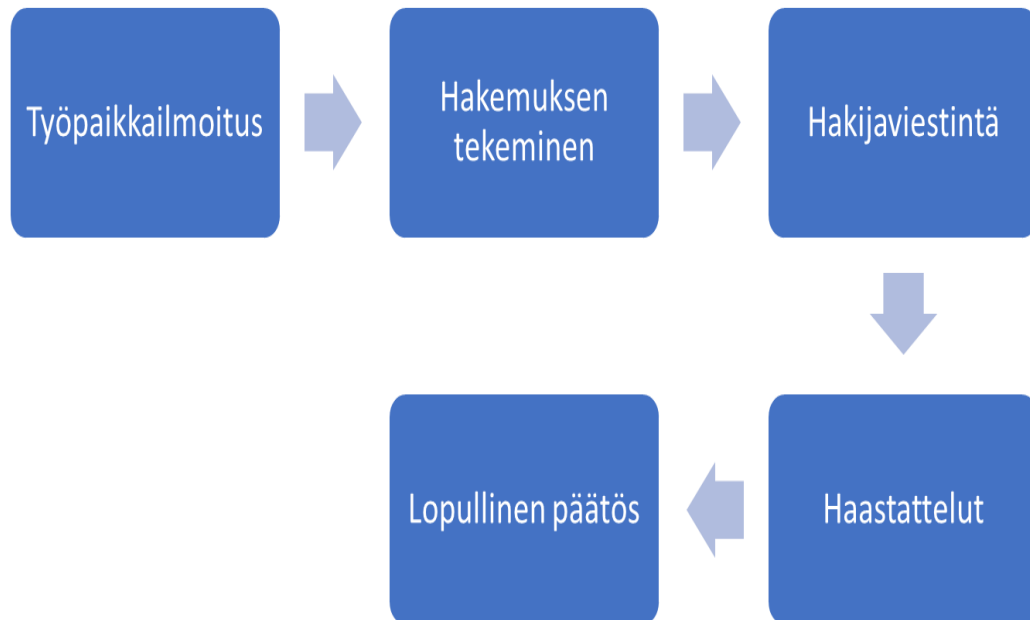 Työpaikkailmoitus
Hakemuksen
tekeminen
Hakijaviestintä
Haastattelut
Lopullinen päätös